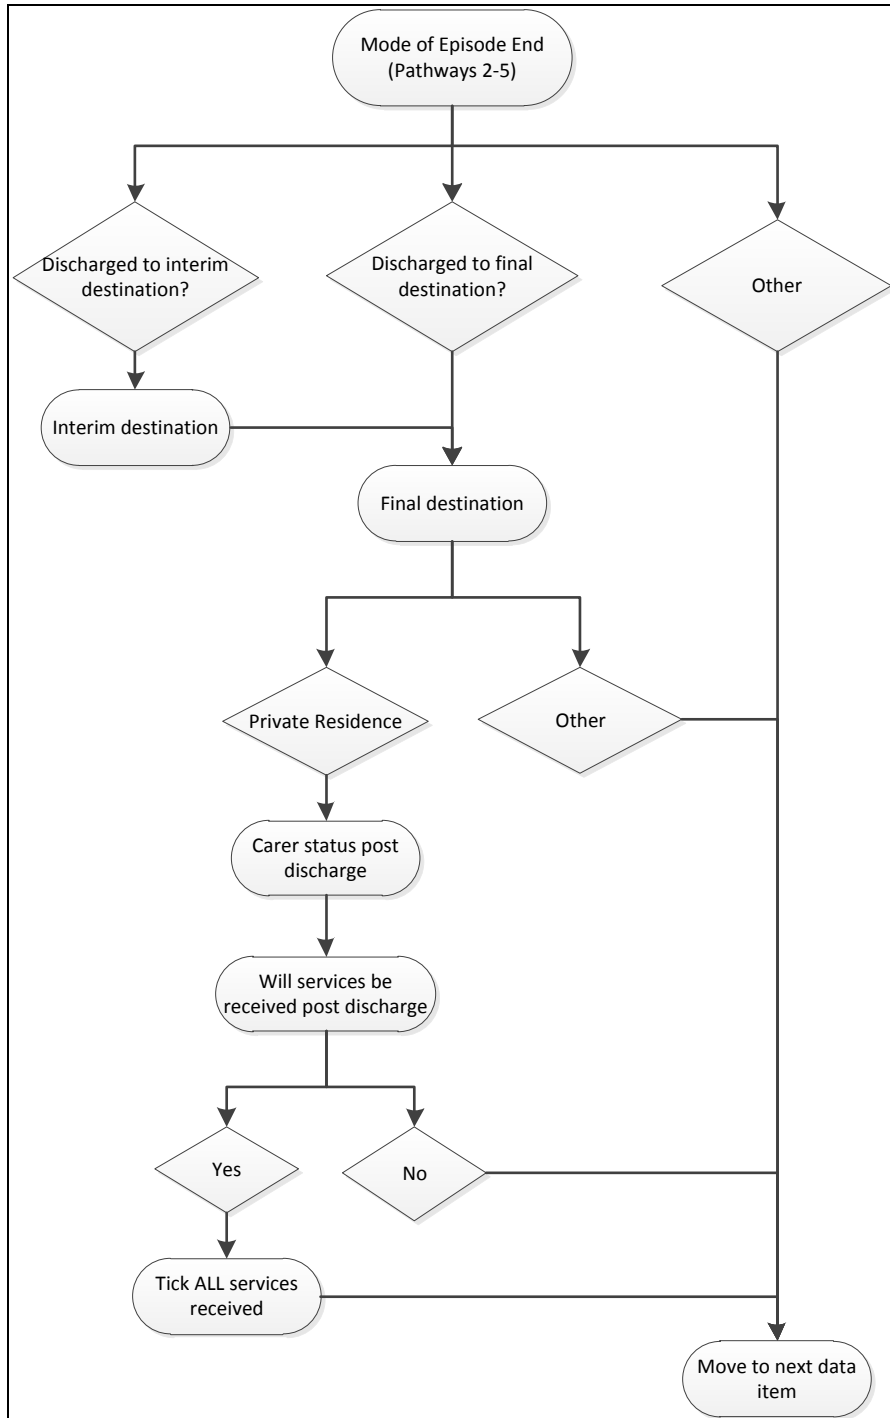 Mode of Episode End
(Pathways 2-5)
Discharged to interim
destination?
Discharged to final
destination?
Other
Interim destination
Final destination
Private Residence
Other
Carer status post
discharge
Will services be
received post discharge
Yes
No
Tick ALL services
received
Move to next data
item